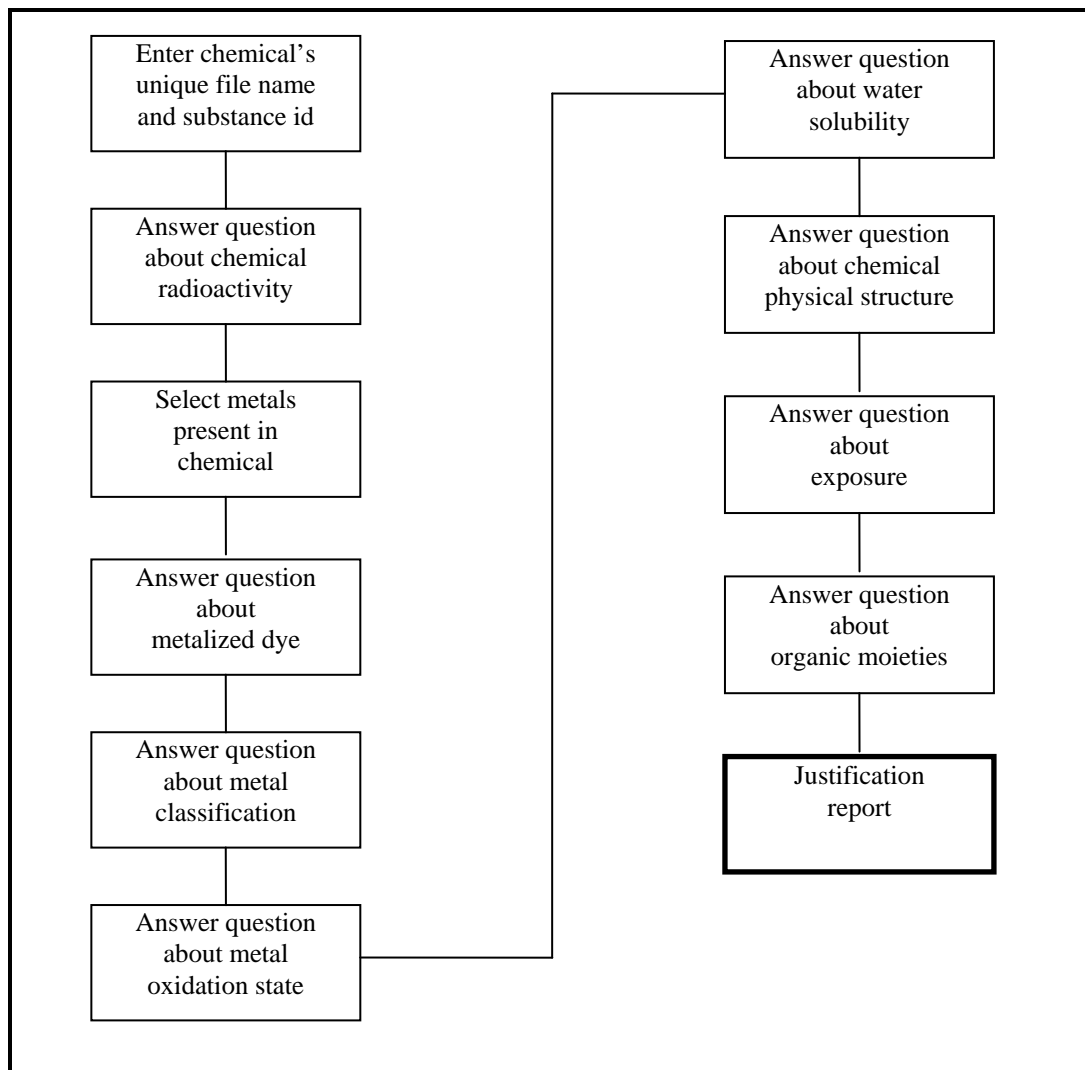 Enter chemical’s
unique file name
and substance id
Answer question
about chemical
radioactivity
Select metals
present in
chemical
Answer question
about
metalized dye
Answer question
about metal
classification
Answer question
about metal
oxidation state
Answer question
about water
solubility
Answer question
about chemical
physical structure
Answer question
about
exposure
Answer question
about
organic moieties
Justification
report